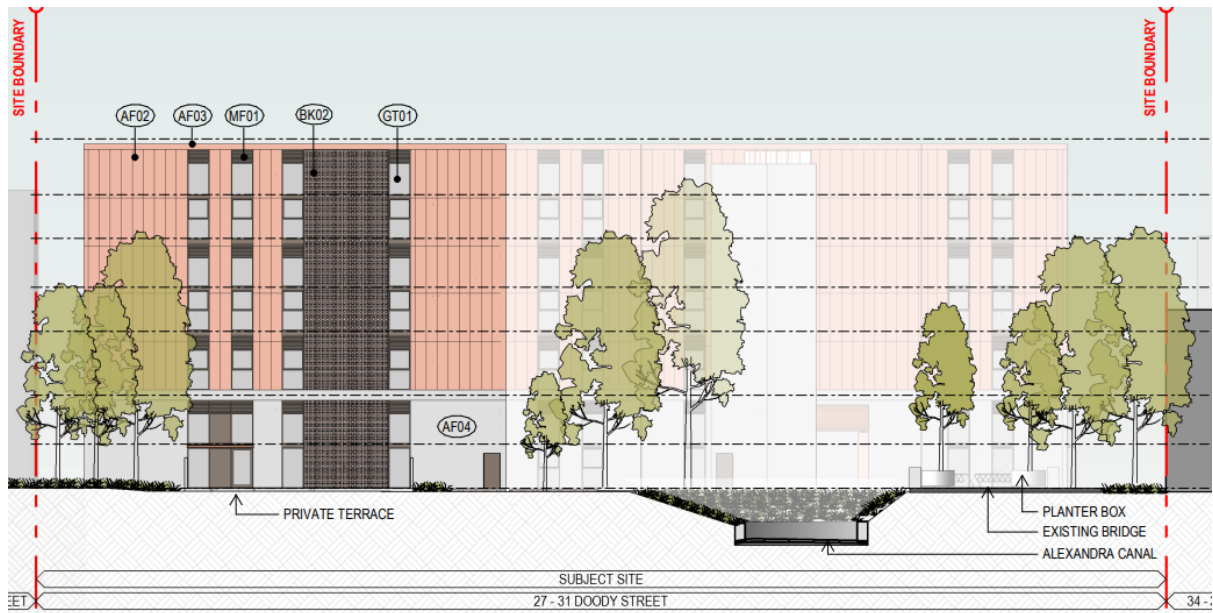 SITE BOUNDARY
SITE BOUNDARY
AF02
AF03
MF01
BK02
GT01
AF04
PRIVATE TERRACE
PLANTER BOX
EXISTING BRIDGE
ALEXANDRA CANAL
SUBJECT SITE
27 - 31 DOODY STREET
34 -